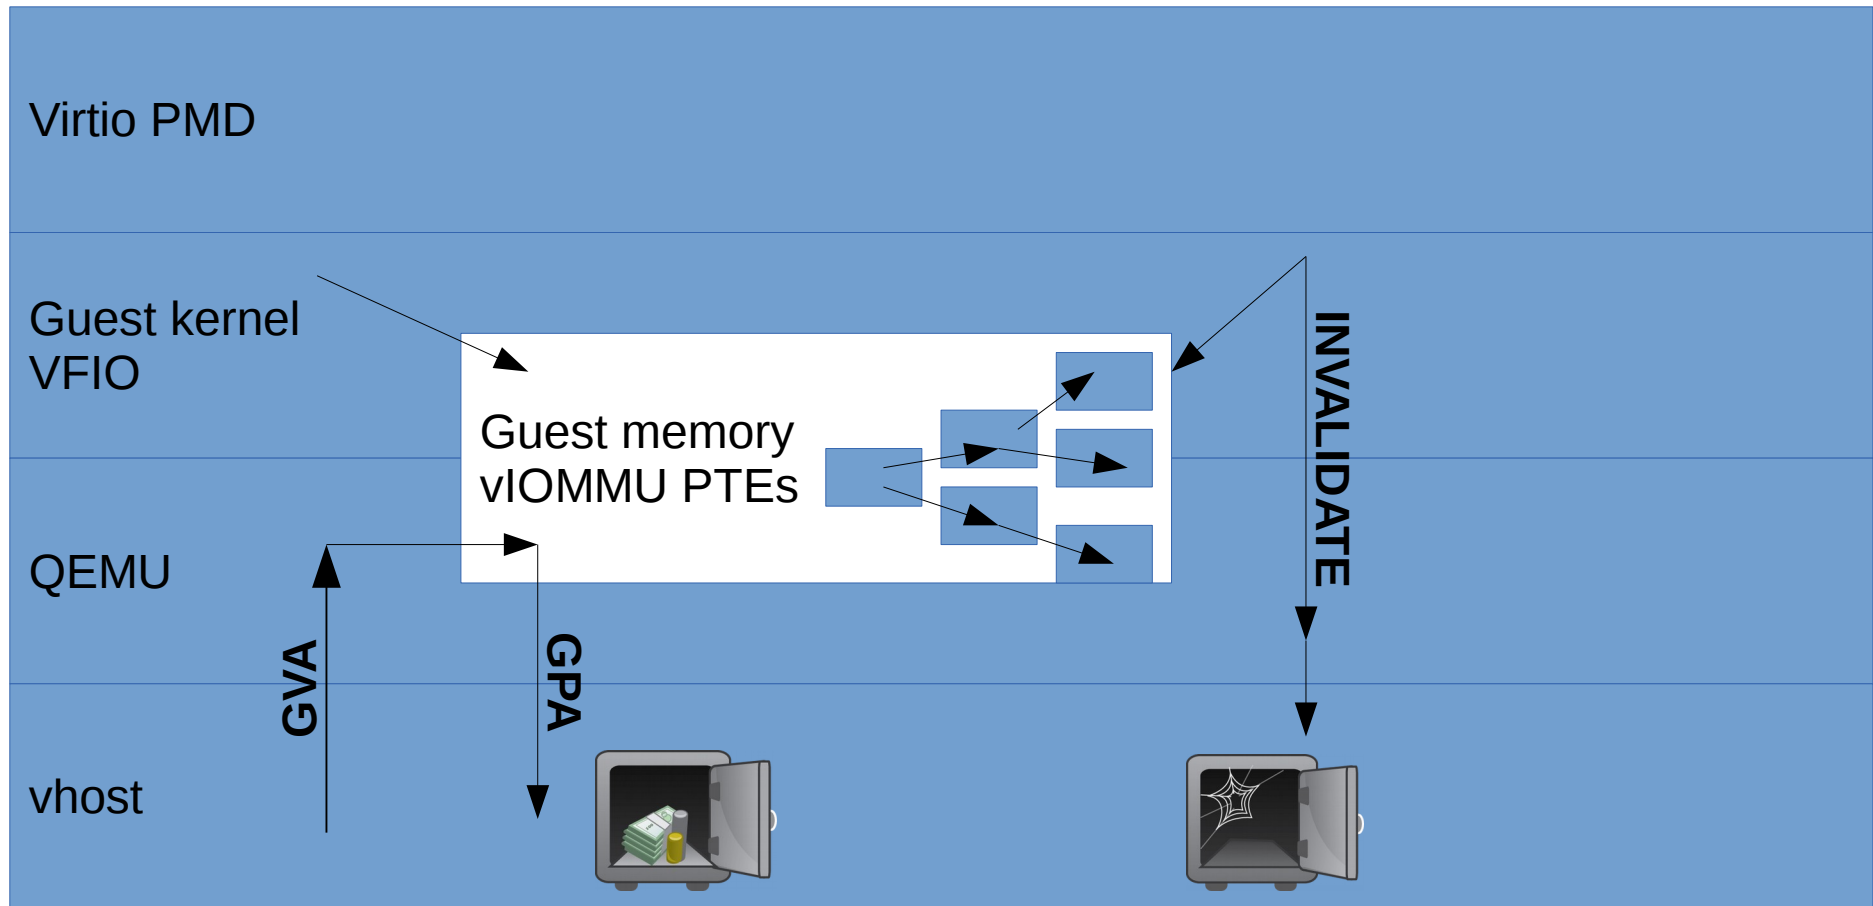 Virtio PMD
Guest kernel
VFIO
Guest memory
vIOMMU PTEs
INVALIDATE
QEMU
GVA
GPA
vhost